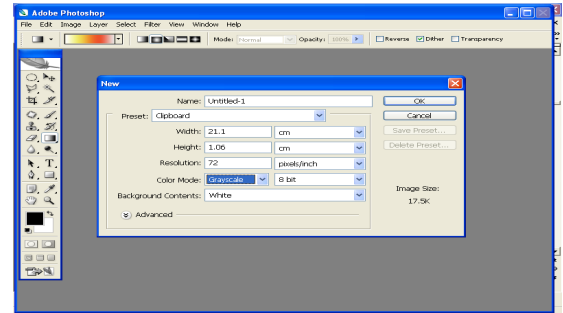 Adobe Photoshop
File Edit Image Layer Select Filter View Window Help
Mode: Normal Opacity: 100% Reverse Dither Transparency
New
Name: Untitled-1 OK
Preset: Clipboard Cancel
Width: 21.1 cm Save Preset...
Height: 1.06 cm Delete Preset...
Resolution: 72 pixels/inch
Color Mode: Grayscale 8 bit
Image Size:
Background Contents: White
17.5K
Advanced